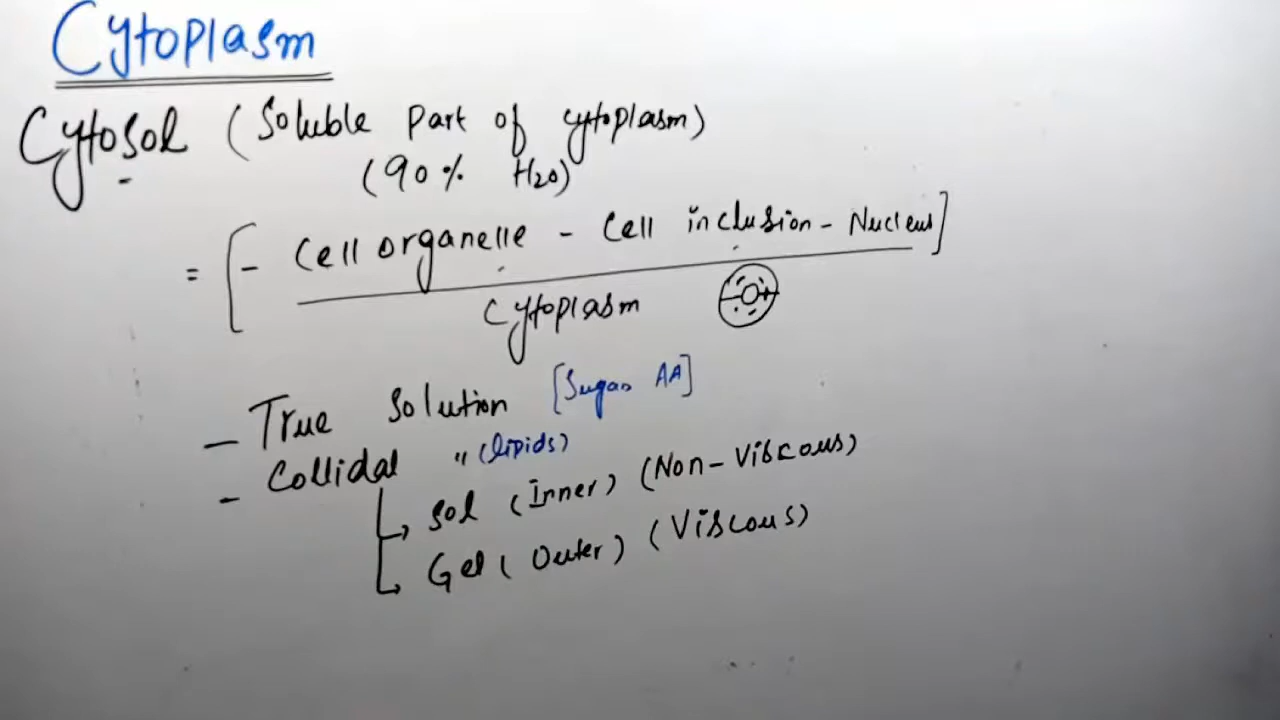 Cytoplasm
Cytosol (Soluble Part of cytoplasm)
(90% H2O)
= [- Cell organelle - Cell inclusion - Nucleus]
Cytoplasm
- True Solution [Sugar AA]
- Collidal " (lipids)
Sol (Inner) (Non-Viscous)
Gel (Outer) (Viscous)